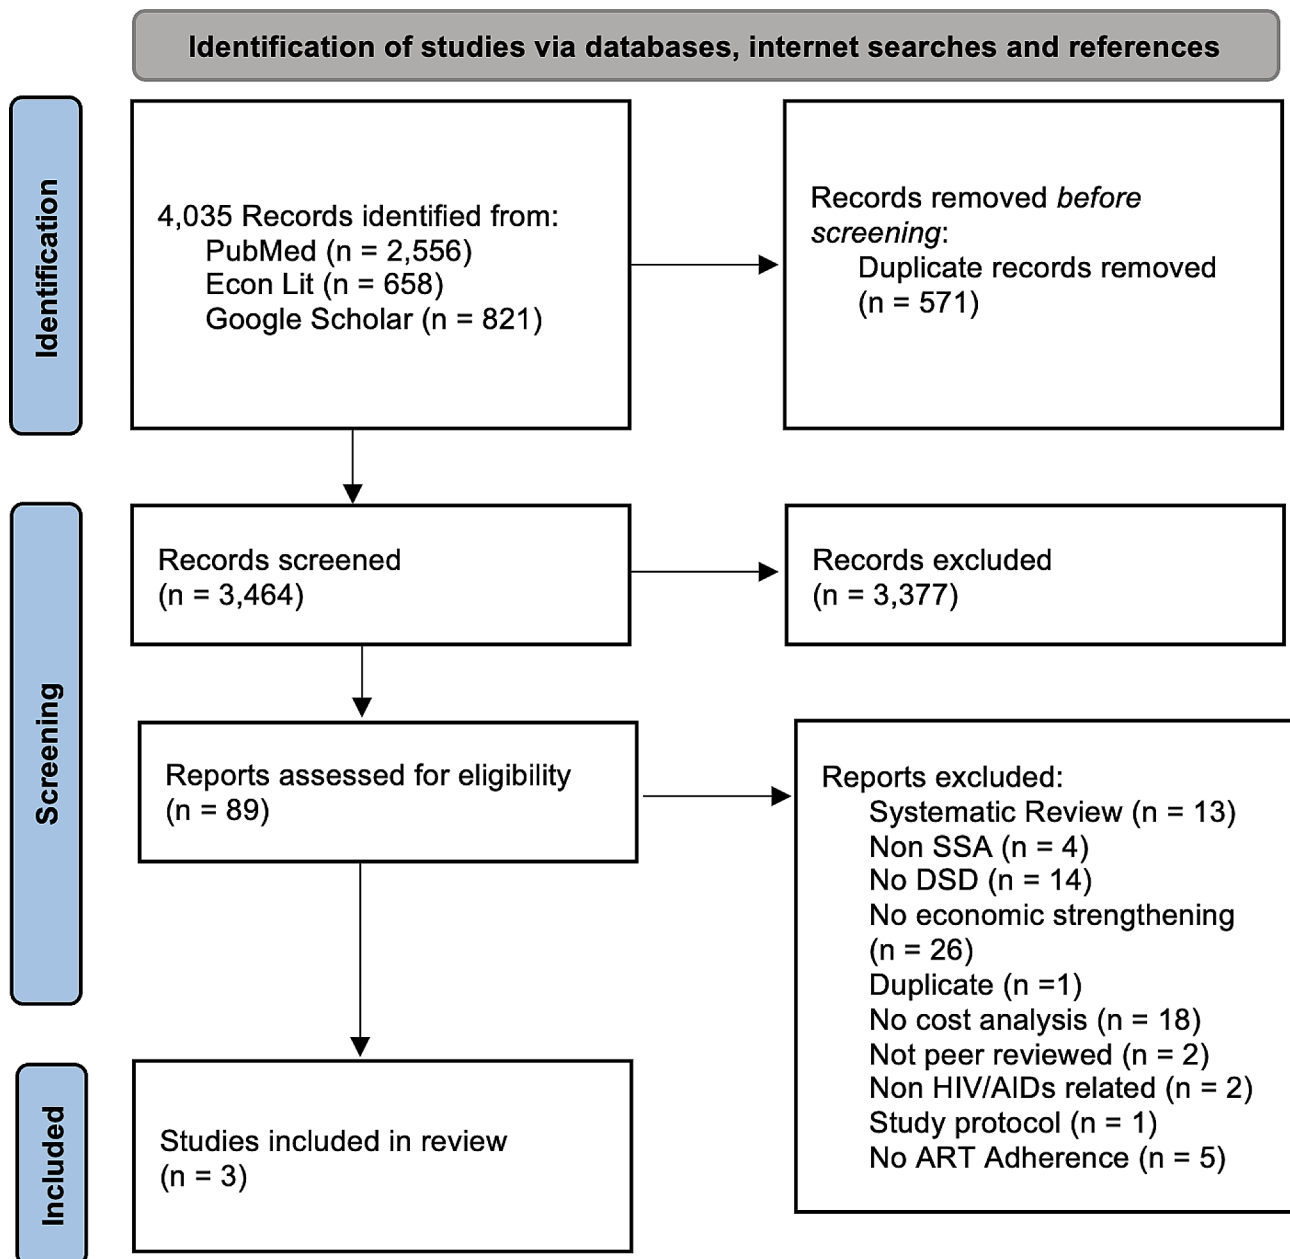 Identification of studies via databases, internet searches and references
Identification
4,035 Records identified from:
PubMed (n = 2,556)
Econ Lit (n = 658)
Google Scholar (n = 821)
Records removed before
screening:
Duplicate records removed
(n = 571)
Screening
Records screened
(n = 3,464)
Records excluded
(n = 3,377)
Reports assessed for eligibility
(n = 89)
Reports excluded:
Systematic Review (n = 13)
Non SSA (n = 4)
No DSD (n = 14)
No economic strengthening
(n = 26)
Duplicate (n =1)
No cost analysis (n = 18)
Not peer reviewed (n = 2)
Non HIV/AIDs related (n = 2)
Study protocol (n = 1)
No ART Adherence (n = 5)
Included
Studies included in review
(n = 3)